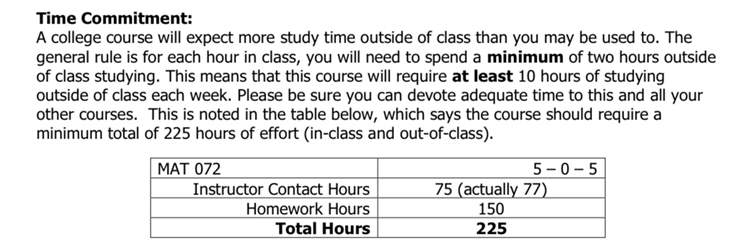 Time Commitment:
A college course will expect more study time outside of class than you may be used to. The
general rule is for each hour in class, you will need to spend a minimum of two hours outside
of class studying. This means that this course will require at least 10 hours of studying
outside of class each week. Please be sure you can devote adequate time to this and all your
other courses.  This is noted in the table below, which says the course should require a
minimum total of 225 hours of effort (in-class and out-of-class).
MAT 072 5 – 0 – 5
Instructor Contact Hours 75 (actually 77)
Homework Hours 150
Total Hours 225